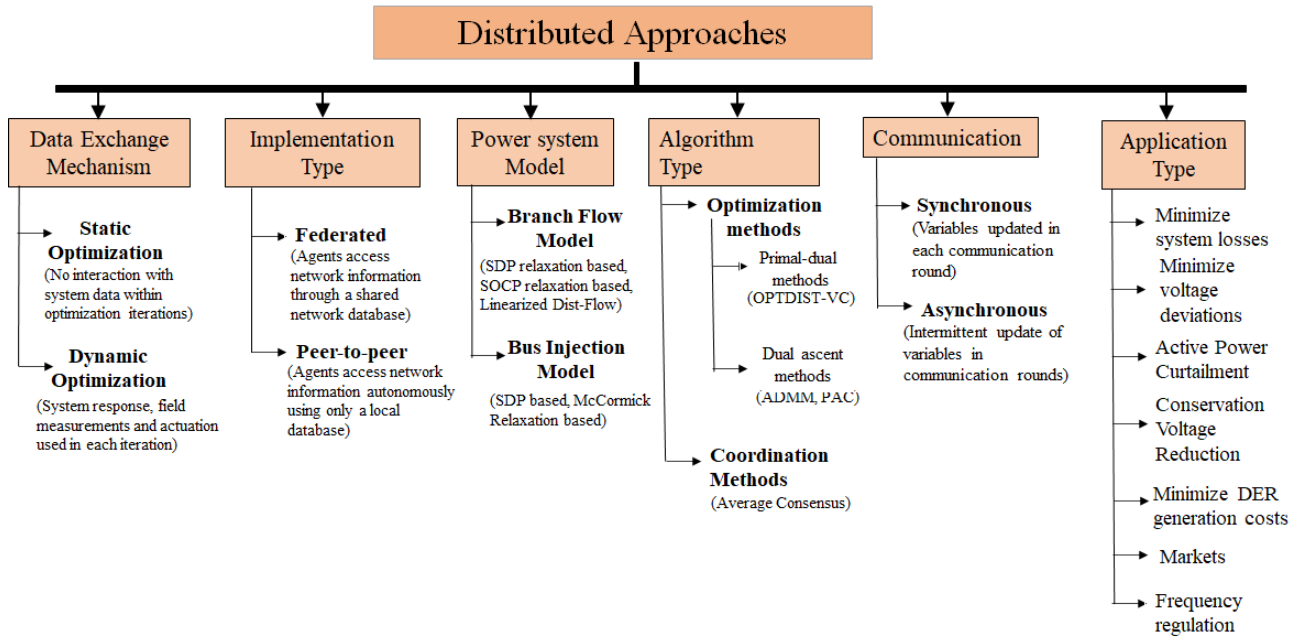 Distributed Approaches
Data Exchange
Mechanism
Static
Optimization
(No interaction with
system data within
optimization iterations)
Dynamic
Optimization
(System response, field
measurements and actuation
used in each iteration)
Implementation
Type
Federated
(Agents access
network information
through a shared
network database)
Peer-to-peer
(Agents access network
information autonomously
using only a local
database)
Power system
Model
Branch Flow
Model
(SDP relaxation based,
SOCP relaxation based,
Linearized Dist-Flow)
Bus Injection
Model
(SDP based, McCormick
Relaxation based)
Algorithm
Type
Optimization
methods
Primal-dual
methods
(OPTDIST-VC)
Dual ascent
methods
(ADMM, PAC)
Coordination
Methods
(Average Consensus)
Communication
Synchronous
(Variables updated in
each communication
round)
Asynchronous
(Intermittent update of
variables in
communication rounds)
Application
Type
Minimize
system losses
Minimize
voltage
deviations
Active Power
Curtailment
Conservation
Voltage
Reduction
Minimize DER
generation costs
Markets
Frequency
regulation